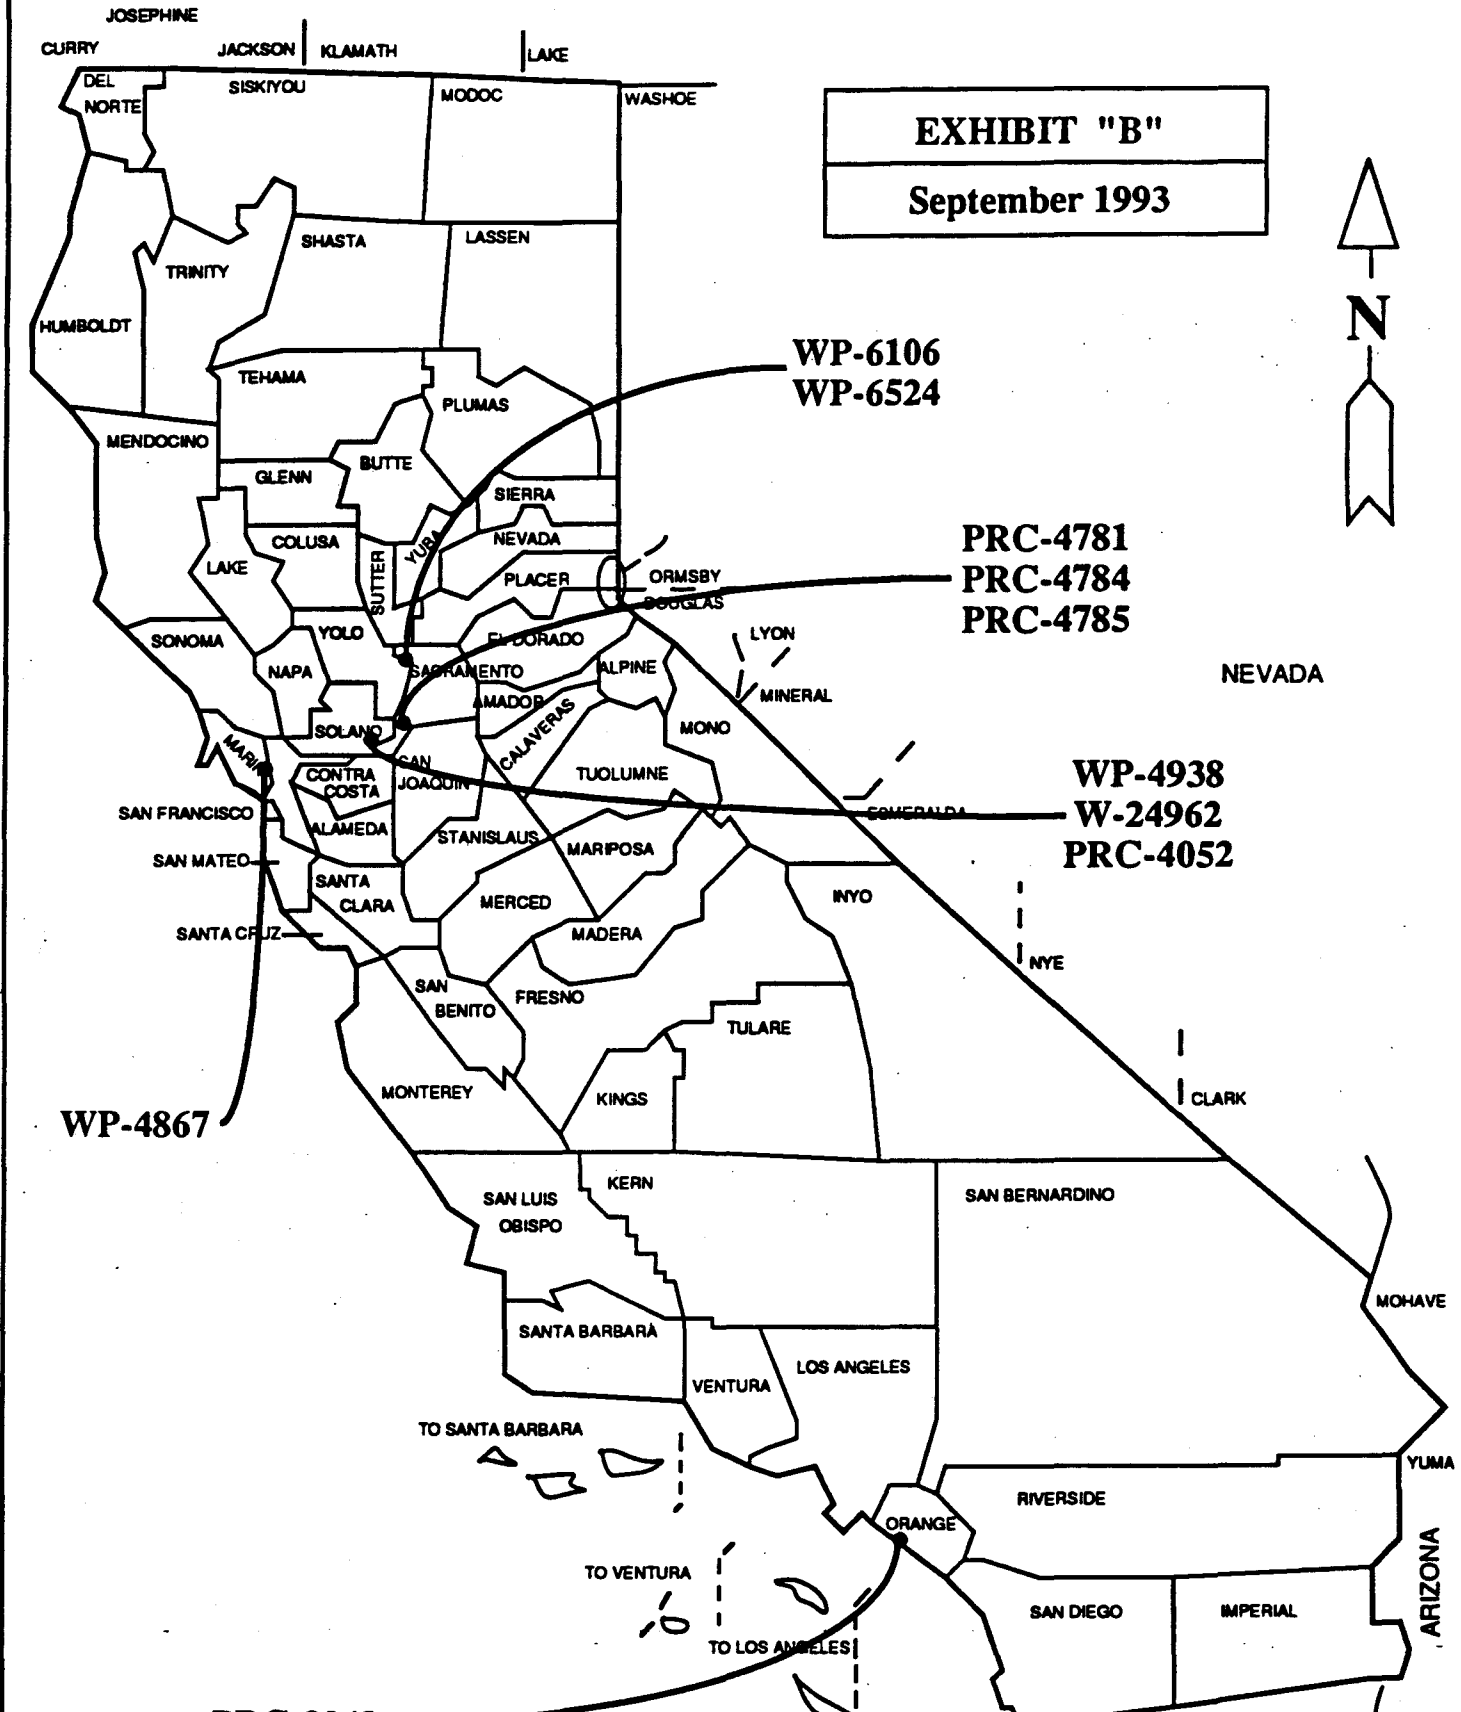 JOSEPHINE
CURRY
JACKSON
KLAMATH
LAKE
DEL
NORTE
SISKIYOU
MODOC
WASHOE
EXHIBIT "B"
September 1993
N
SHASTA
LASSEN
TRINITY
HUMBOLDT
WP-6106
WP-6524
TEHAMA
PLUMAS
MENDOCINO
BUTTE
GLENN
SIERRA
NEVADA
COLUSA
YUBA
SUTTER
LAKE
PLACER
ORMSBY
DOUGLAS
PRC-4781
PRC-4784
PRC-4785
SONOMA
YOLO
EL DORADO
LYON
NAPA
SACRAMENTO
ALPINE
MINERAL
NEVADA
AMADOR
SOLANO
CALAVERAS
MONO
MARIN
CONTRA
COSTA
SAN
JOAQUIN
TUOLUMNE
WP-4938
W-24962
PRC-4052
SAN FRANCISCO
ESMERALDA
ALAMEDA
STANISLAUS
MARIPOSA
SAN MATEO
SANTA
CLARA
MERCED
INYO
SANTA CRUZ
MADERA
NYE
SAN
BENITO
FRESNO
TULARE
MONTEREY
KINGS
CLARK
WP-4867
KERN
SAN LUIS
OBISPO
SAN BERNARDINO
MOHAVE
SANTA BARBARA
LOS ANGELES
VENTURA
TO SANTA BARBARA
YUMA
RIVERSIDE
ORANGE
TO VENTURA
SAN DIEGO
IMPERIAL
ARIZONA
TO LOS ANGELES